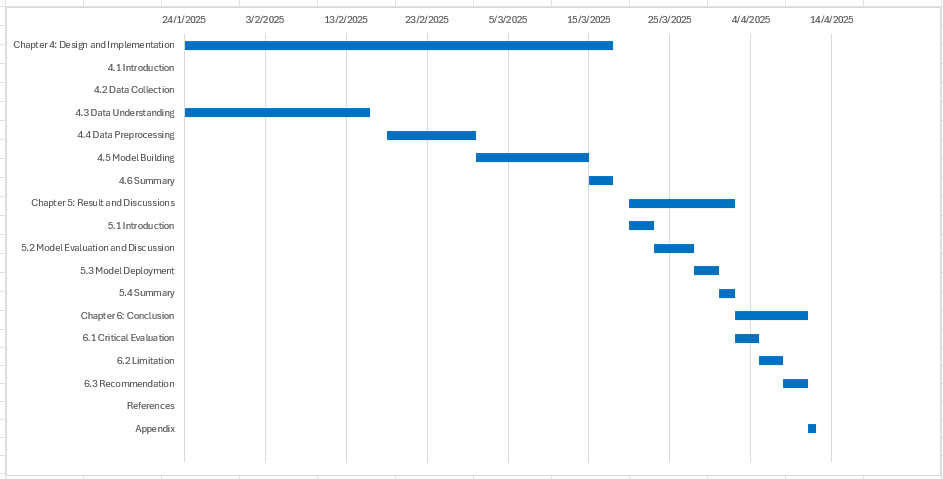 24/1/2025 3/2/2025 13/2/2025 23/2/2025 5/3/2025 15/3/2025 25/3/2025 4/4/2025 14/4/2025
Chapter 4: Design and Implementation
4.1 Introduction
4.2 Data Collection
4.3 Data Understanding
4.4 Data Preprocessing
4.5 Model Building
4.6 Summary
Chapter 5: Result and Discussions
5.1 Introduction
5.2 Model Evaluation and Discussion
5.3 Model Deployment
5.4 Summary
Chapter 6: Conclusion
6.1 Critical Evaluation
6.2 Limitation
6.3 Recommendation
References
Appendix